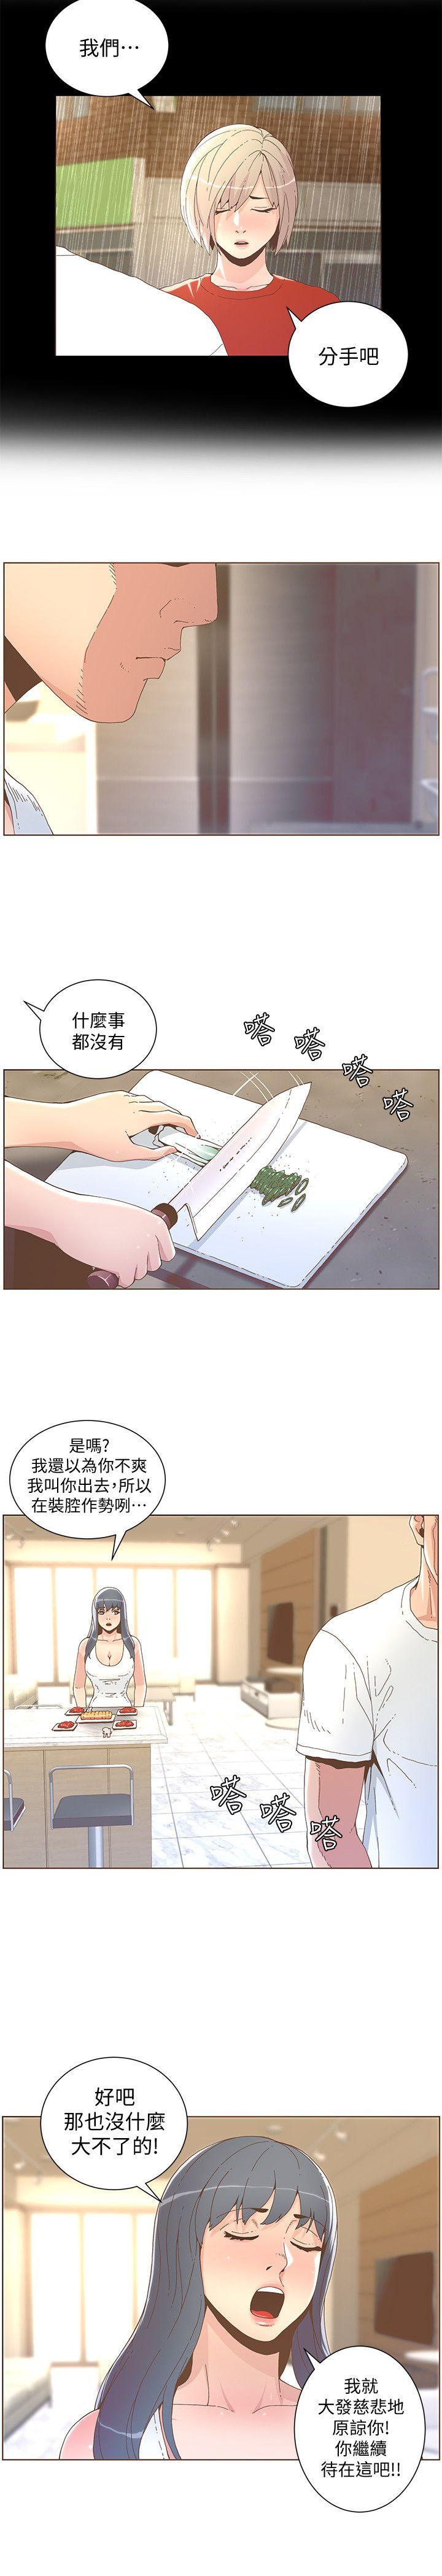 我們⋯
分手吧
什麼事
都沒有
嗒
嗒
嗒
嗒
是嗎?
我還以為你不爽
我叫你出去，所以
在裝腔作勢咧⋯
嗒
嗒
嗒
好吧
那也沒什麼
大不了的!
我就
大發慈悲地
原諒你!
你繼續
待在這吧!!